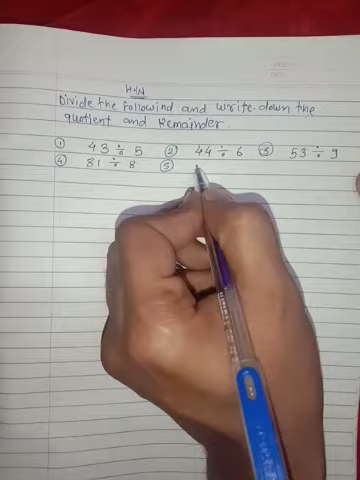 H.W
Divide the followind and write down the
quotient and Remainder.
① 43 ÷ 5 ② 44 ÷ 6 ③ 53 ÷ 9
④ 81 ÷ 8 ⑤